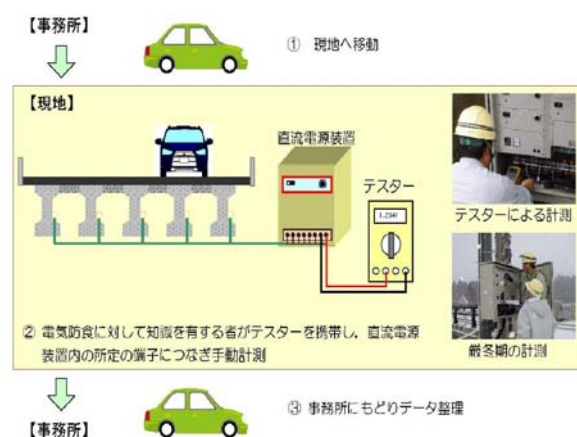 【事務所】
① 現地へ移動
【現地】
直流電源装置
テスター
テスターによる計測
② 電気防食に対して知識を有する者がテスターを携帯し，直流電源
装置内の所定の端子につなぎ手動計測
厳冬期の計測
③ 事務所にもどりデータ整理
【事務所】